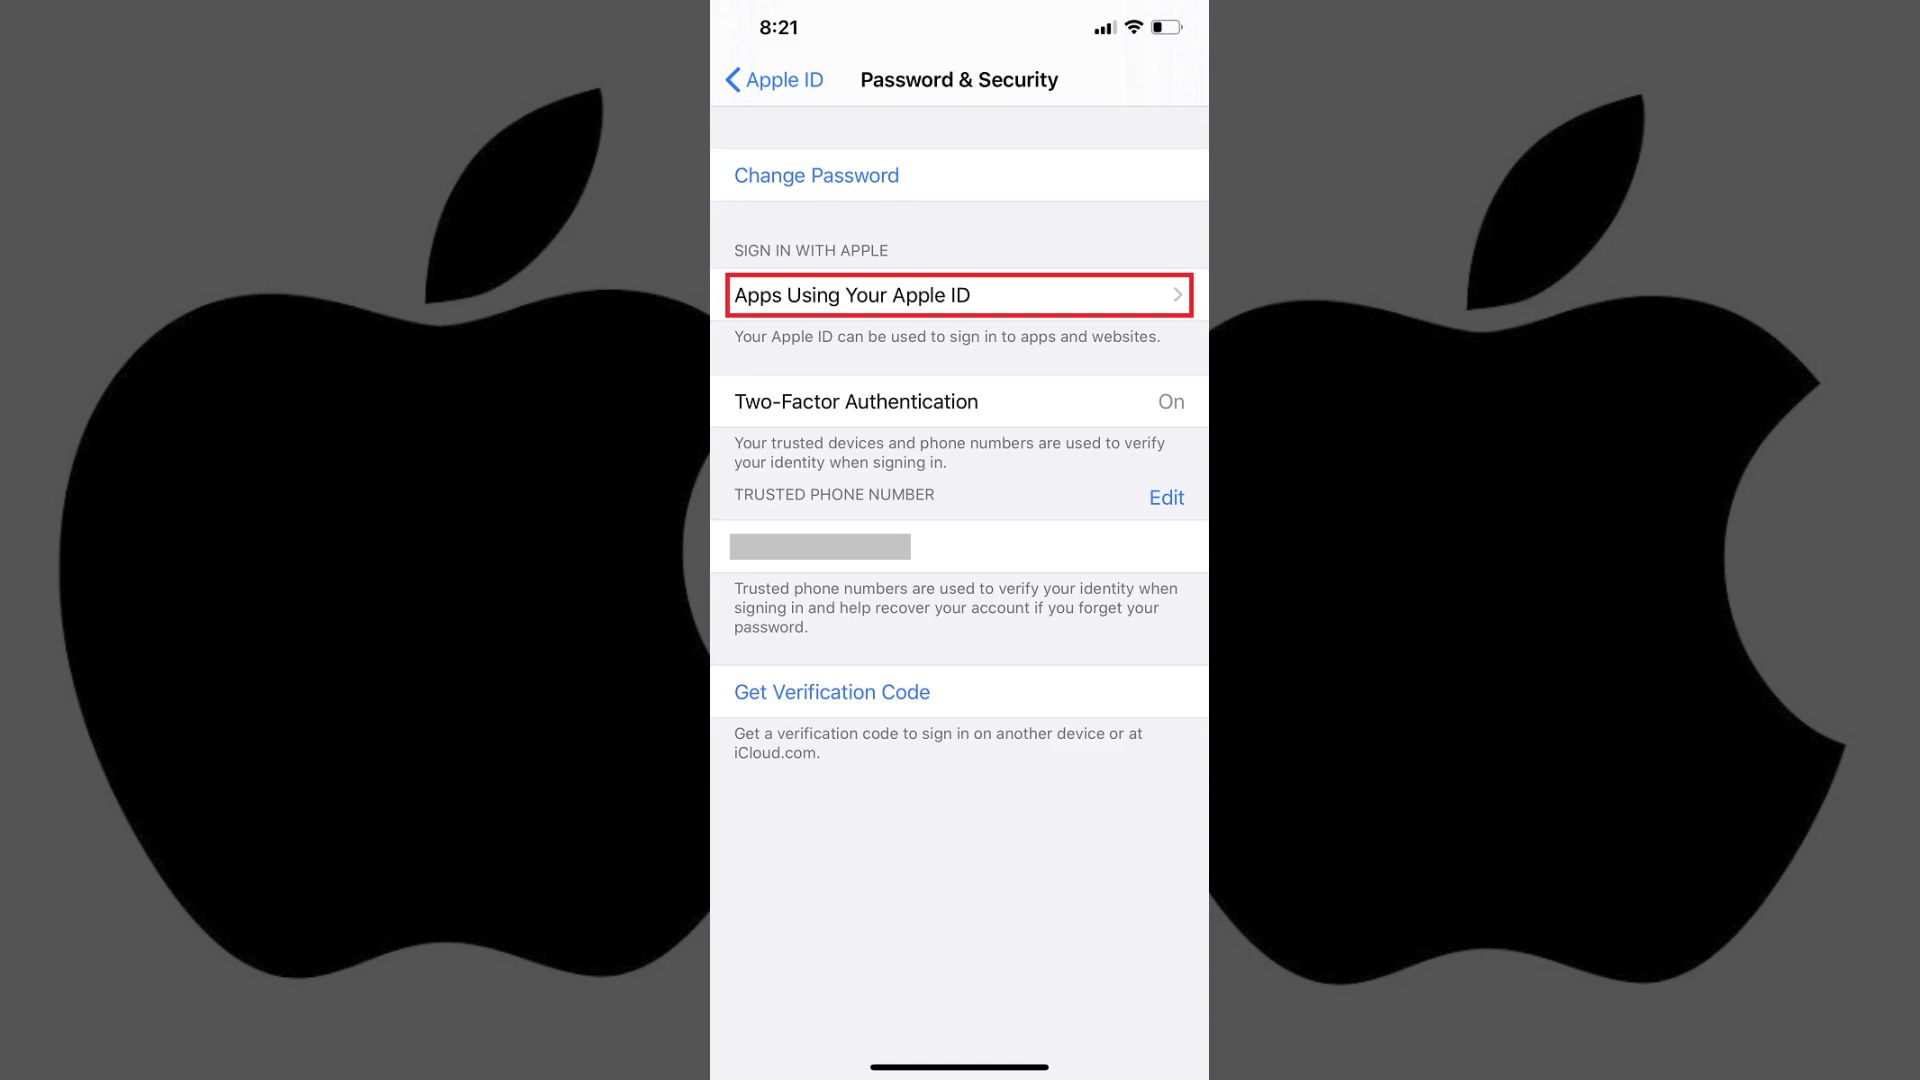 8:21
Apple ID
Password & Security
Change Password
SIGN IN WITH APPLE
Apps Using Your Apple ID
Your Apple ID can be used to sign in to apps and websites.
Two-Factor Authentication On
Your trusted devices and phone numbers are used to verify
your identity when signing in.
TRUSTED PHONE NUMBER Edit
Trusted phone numbers are used to verify your identity when
signing in and help recover your account if you forget your
password.
Get Verification Code
Get a verification code to sign in on another device or at
iCloud.com.